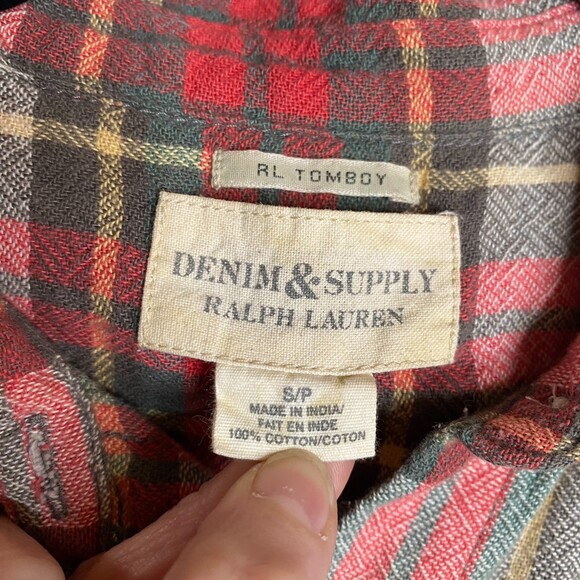 RL TOMBOY
DENIM & SUPPLY
RALPH LAUREN
S/P
MADE IN INDIA/
FAIT EN INDE
100% COTTON/COTON